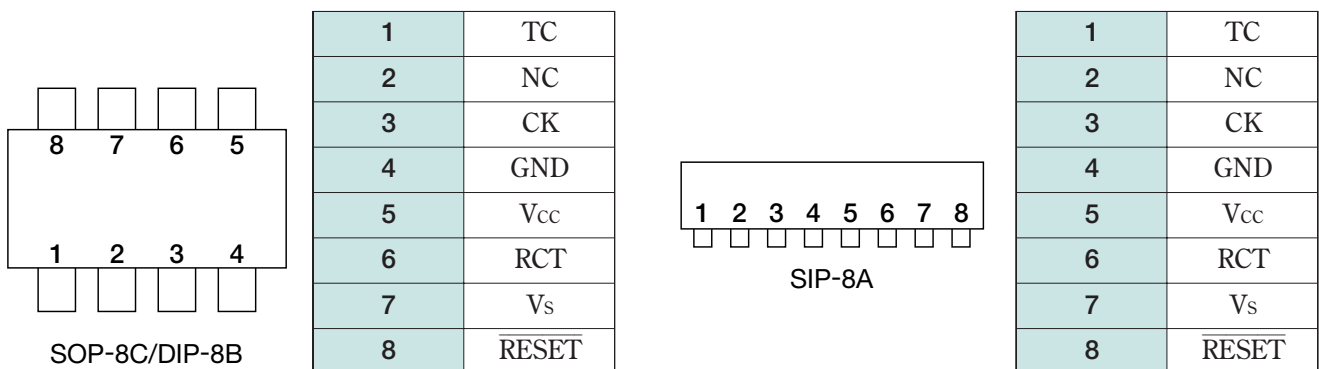 8 7 6 5
1 2 3 4
SOP-8C/DIP-8B
1 TC
2 NC
3 CK
4 GND
5 Vcc
6 RCT
7 Vs
8 R̅E̅S̅E̅T̅
1 2 3 4 5 6 7 8
SIP-8A
1 TC
2 NC
3 CK
4 GND
5 Vcc
6 RCT
7 Vs
8 R̅E̅S̅E̅T̅